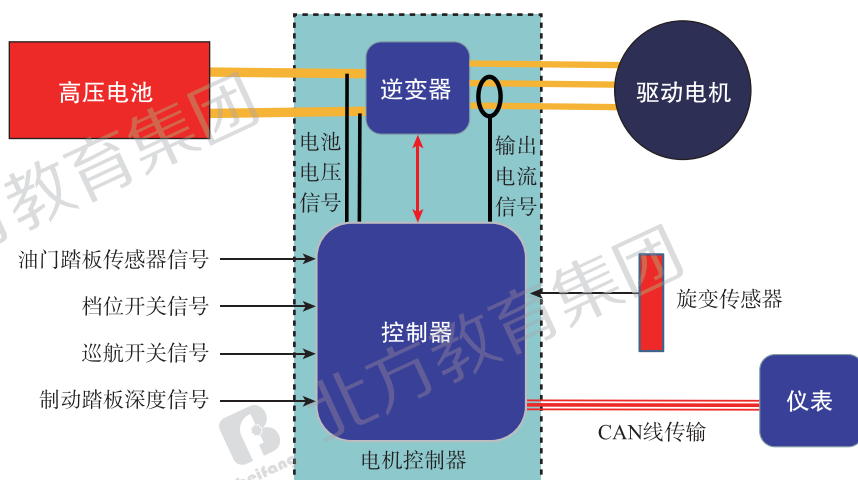 高压电池
逆变器
驱动电机
电池
电压
信号
输出
电流
信号
油门踏板传感器信号
档位开关信号
巡航开关信号
制动踏板深度信号
控制器
旋变传感器
仪表
CAN线传输
电机控制器
方教育集团
北方教育集团
beifang